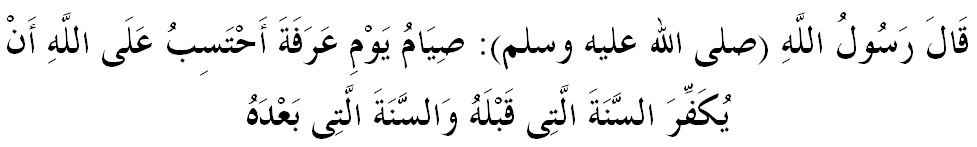 قَالَ رَسُولُ اللَّهِ (صلى الله عليه وسلم): صِيَامُ يَوْمِ عَرَفَةَ أَحْتَسِبُ عَلَى اللَّهِ أَنْ
يُكَفِّرَ السَّنَةَ الَّتِى قَبْلَهُ وَالسَّنَةَ الَّتِى بَعْدَهُ